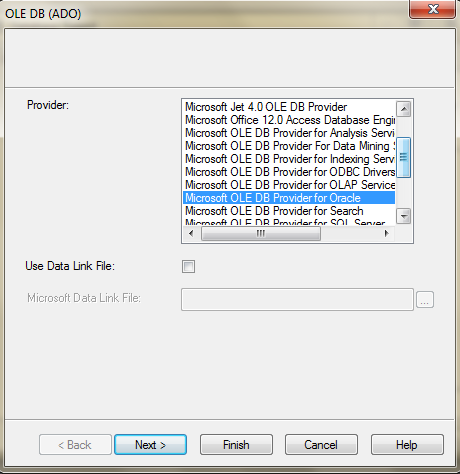 OLE DB (ADO)
Provider:
Microsoft Jet 4.0 OLE DB Provider
Microsoft Office 12.0 Access Database Engin
Microsoft OLE DB Provider for Analysis Servi
Microsoft OLE DB Provider For Data Mining S
Microsoft OLE DB Provider for Indexing Servi
Microsoft OLE DB Provider for ODBC Drivers
Microsoft OLE DB Provider for OLAP Service
Microsoft OLE DB Provider for Oracle
Microsoft OLE DB Provider for Search
Microsoft OLE DB Provider for SQL Server
Use Data Link File:
Microsoft Data Link File:
...
< Back Next > Finish Cancel Help